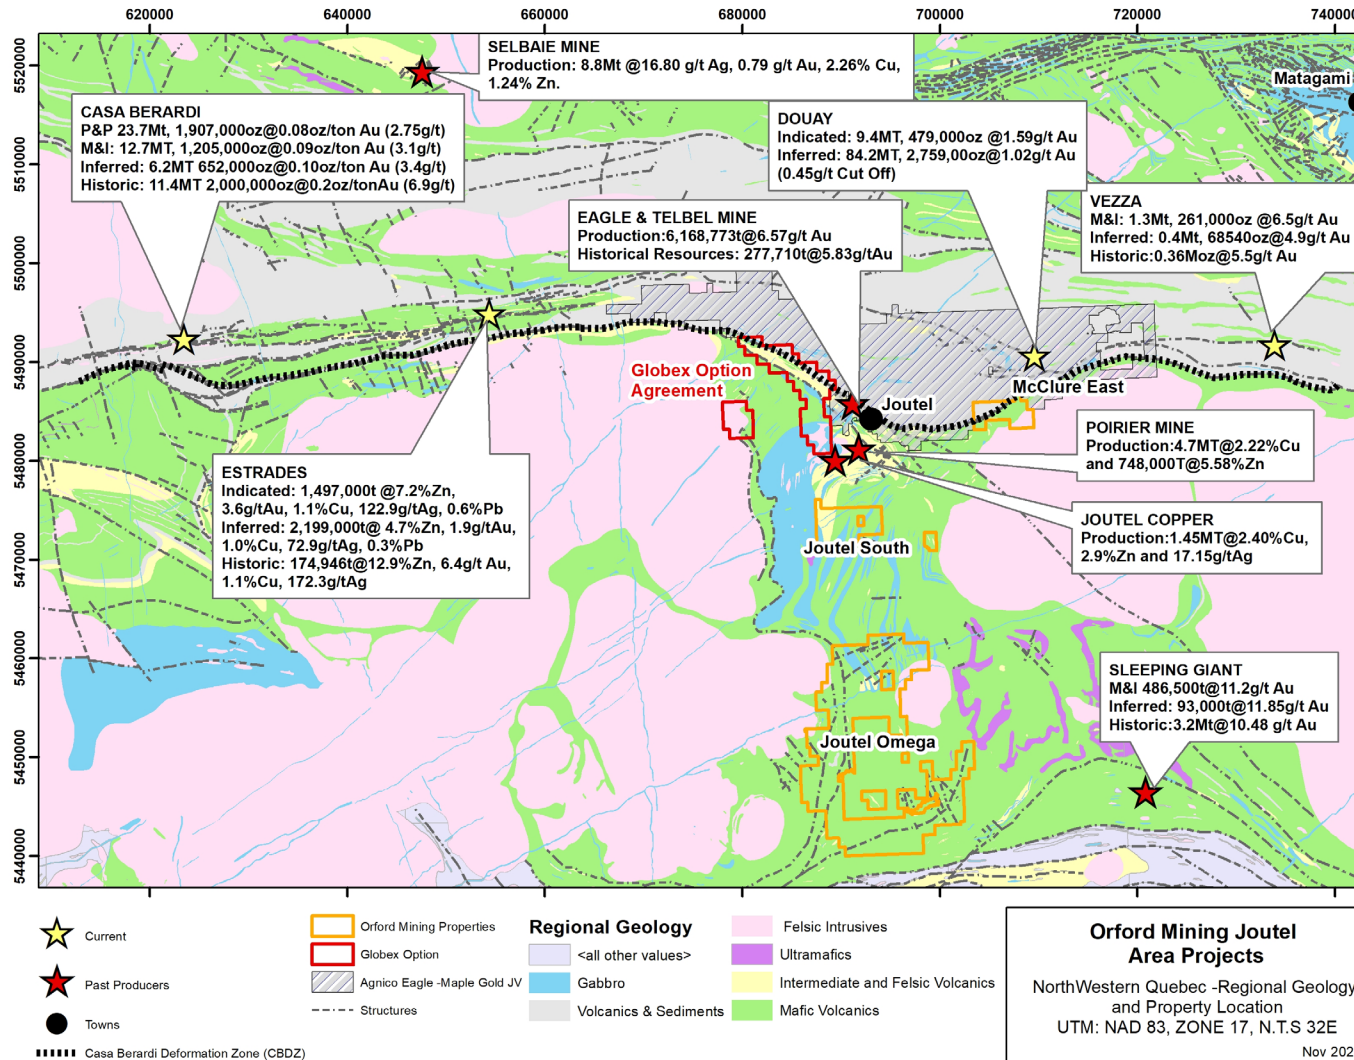 620000
640000
660000
680000
700000
720000
740000
5520000
5510000
5500000
5490000
5480000
5470000
5460000
5450000
5440000
SELBAIE MINE
Production: 8.8Mt @16.80 g/t Ag, 0.79 g/t Au, 2.26% Cu,
1.24% Zn.
Matagami
CASA BERARDI
P&P 23.7Mt, 1,907,000oz@0.08oz/ton Au (2.75g/t)
M&I: 12.7MT, 1,205,000oz@0.09oz/ton Au (3.1g/t)
Inferred: 6.2MT 652,000oz@0.10oz/ton Au (3.4g/t)
Historic: 11.4MT 2,000,000oz@0.2oz/tonAu (6.9g/t)
DOUAY
Indicated: 9.4MT, 479,000oz @1.59g/t Au
Inferred: 84.2MT, 2,759,00oz@1.02g/t Au
(0.45g/t Cut Off)
VEZZA
M&I: 1.3Mt, 261,000oz @6.5g/t Au
Inferred: 0.4Mt, 68540oz@4.9g/t Au
Historic:0.36Moz@5.5g/t Au
EAGLE & TELBEL MINE
Production:6,168,773t@6.57g/t Au
Historical Resources: 277,710t@5.83g/tAu
Globex Option
Agreement
McClure East
Joutel
POIRIER MINE
Production:4.7MT@2.22%Cu
and 748,000T@5.58%Zn
ESTRADES
Indicated: 1,497,000t @7.2%Zn,
3.6g/tAu, 1.1%Cu, 122.9g/tAg, 0.6%Pb
Inferred: 2,199,000t@ 4.7%Zn, 1.9g/tAu,
1.0%Cu, 72.9g/tAg, 0.3%Pb
Historic: 174,946t@12.9%Zn, 6.4g/t Au,
1.1%Cu, 172.3g/tAg
JOUTEL COPPER
Production:1.45MT@2.40%Cu,
2.9%Zn and 17.15g/tAg
Joutel South
SLEEPING GIANT
M&I 486,500t@11.2g/t Au
Inferred: 93,000t@11.85g/t Au
Historic:3.2Mt@10.48 g/t Au
Joutel Omega
Current
Past Producers
Towns
Casa Berardi Deformation Zone (CBDZ)
Orford Mining Properties
Globex Option
Agnico Eagle -Maple Gold JV
Structures
Regional Geology
<all other values>
Gabbro
Volcanics & Sediments
Felsic Intrusives
Ultramafics
Intermediate and Felsic Volcanics
Mafic Volcanics
Orford Mining Joutel
Area Projects
NorthWestern Quebec -Regional Geology
and Property Location
UTM: NAD 83, ZONE 17, N.T.S 32E
Nov 202